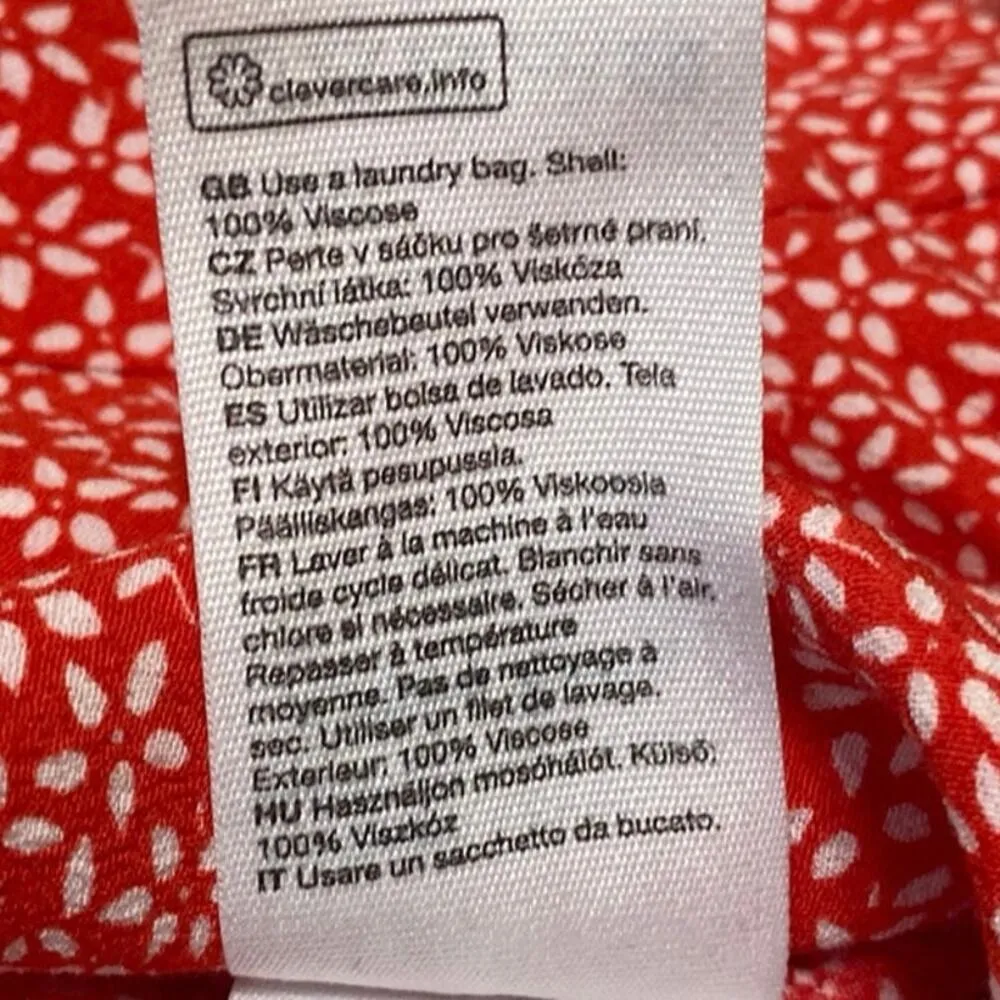 clevercare.info
GB Use a laundry bag. Shell:
100% Viscose
CZ Perte v sáčku pro šetrné praní.
Svrchní látka: 100% Viskóza
DE Wäschebeutel verwenden.
Obermaterial: 100% Viskose
ES Utilizar bolsa de lavado. Tela
exterior: 100% Viscosa
FI Käytä pesupussia.
Päälliskangas: 100% Viskoosia
FR Laver à la machine à l'eau
froide cycle délicat. Blanchir sans
chlore si nécessaire. Sécher à l'air.
Repasser à température
moyenne. Pas de nettoyage à
sec. Utiliser un filet de lavage.
Exterieur: 100% Viscose
HU Használjon mosóhálót. Külső:
100% Viszkóz
IT Usare un sacchetto da bucato.